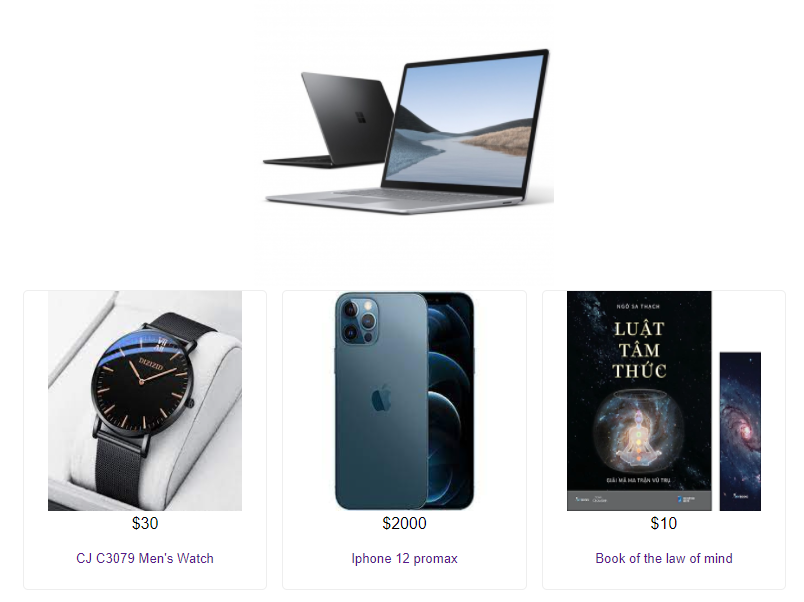 DIZIZID
NGÔ SA THẠCH
LUẬT
TÂM
THỨC
GIẢI MÃ MA TRẬN VŨ TRỤ
$30
$2000
$10
CJ C3079 Men's Watch
Iphone 12 promax
Book of the law of mind